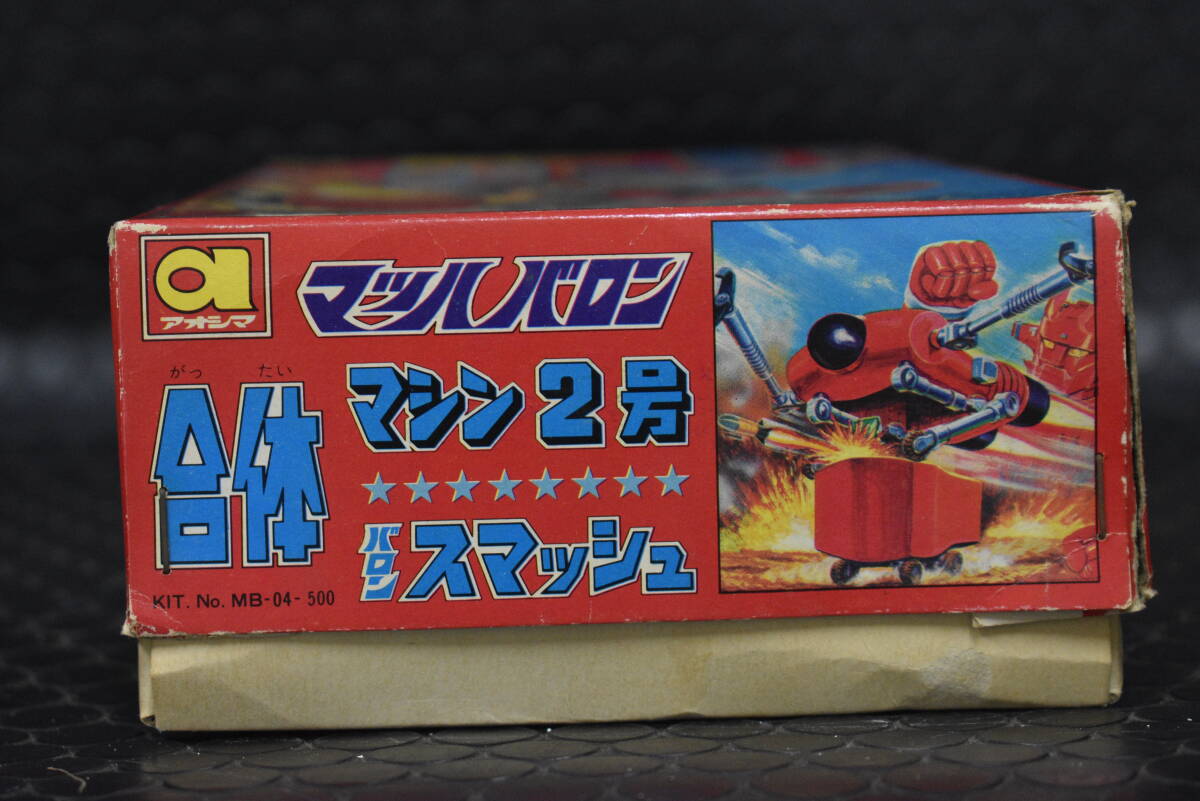 a
アオシマ
マッハバロン
がっ たい
合体
マシン2号
バロン スマッシュ
KIT. No. MB-04-500